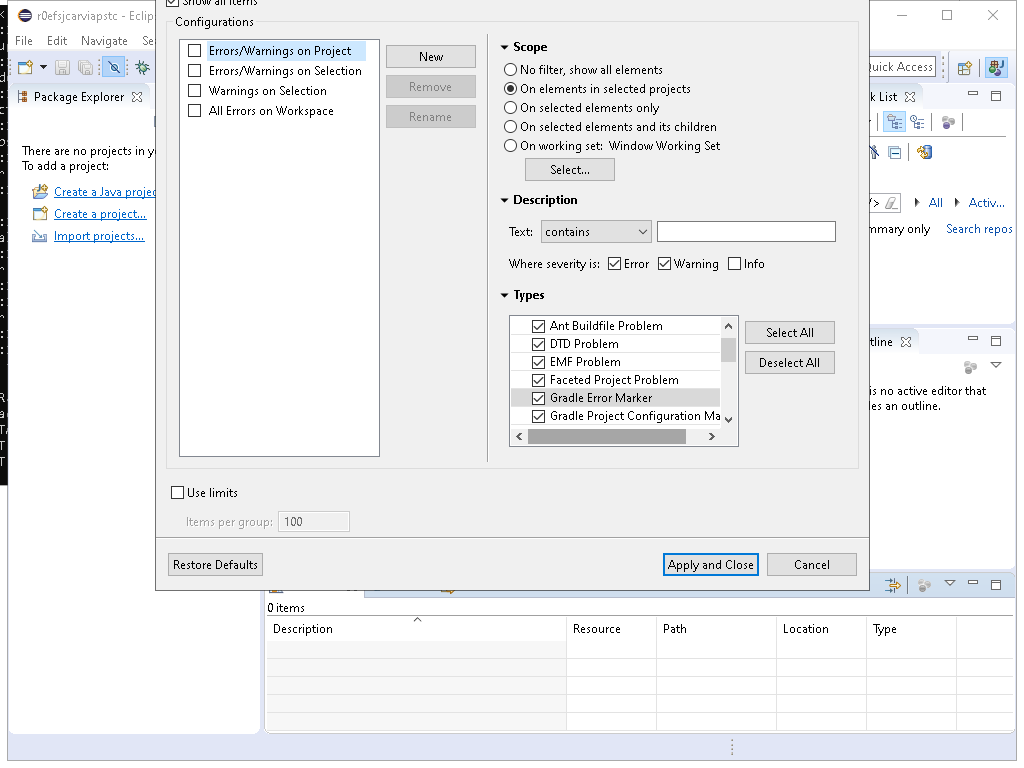 r0efsjcarviapstc - Eclips
Show all items
Configurations
File Edit Navigate Se
Errors/Warnings on Project
Errors/Warnings on Selection
Warnings on Selection
All Errors on Workspace
New
Remove
Rename
Scope
No filter, show all elements
On elements in selected projects
On selected elements only
On selected elements and its children
On working set: Window Working Set
Select...
Description
Text: contains
Where severity is: Error Warning Info
Types
Ant Buildfile Problem
DTD Problem
EMF Problem
Faceted Project Problem
Gradle Error Marker
Gradle Project Configuration Ma
Select All
Deselect All
Use limits
Items per group: 100
Restore Defaults
Apply and Close
Cancel
Package Explorer
There are no projects in y
To add a project:
Create a Java projec
Create a project...
Import projects...
Quick Access
k List
All Activ...
mmary only Search repos
tline
is no active editor that
des an outline.
0 items
Description Resource Path Location Type